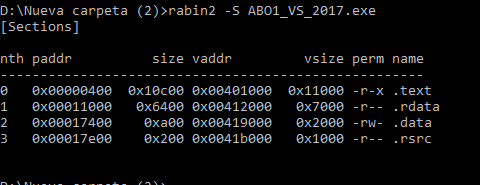 D:\Nueva carpeta (2)>rabin2 -S ABO1_VS_2017.exe
[Sections]
nth paddr size vaddr vsize perm name
---------------------------------------------------------
0 0x00000400 0x10c00 0x00401000 0x11000 -r-x .text
1 0x00011000 0x6400 0x00412000 0x7000 -r-- .rdata
2 0x00017400 0xa00 0x00419000 0x2000 -rw- .data
3 0x00017e00 0x200 0x0041b000 0x1000 -r-- .rsrc
D:\Nueva carpeta (2)>